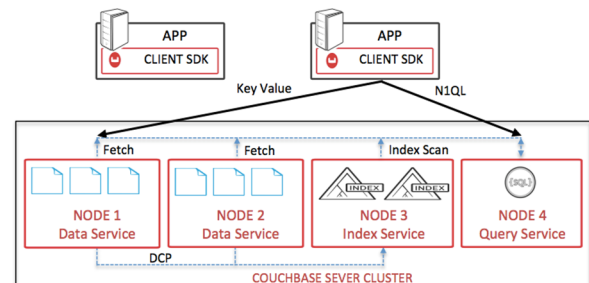 APP
CLIENT SDK
APP
CLIENT SDK
Key Value
N1QL
Fetch
Fetch
Index Scan
INDEX
INDEX
{SQL}
NODE 1
Data Service
NODE 2
Data Service
NODE 3
Index Service
NODE 4
Query Service
DCP
COUCHBASE SEVER CLUSTER